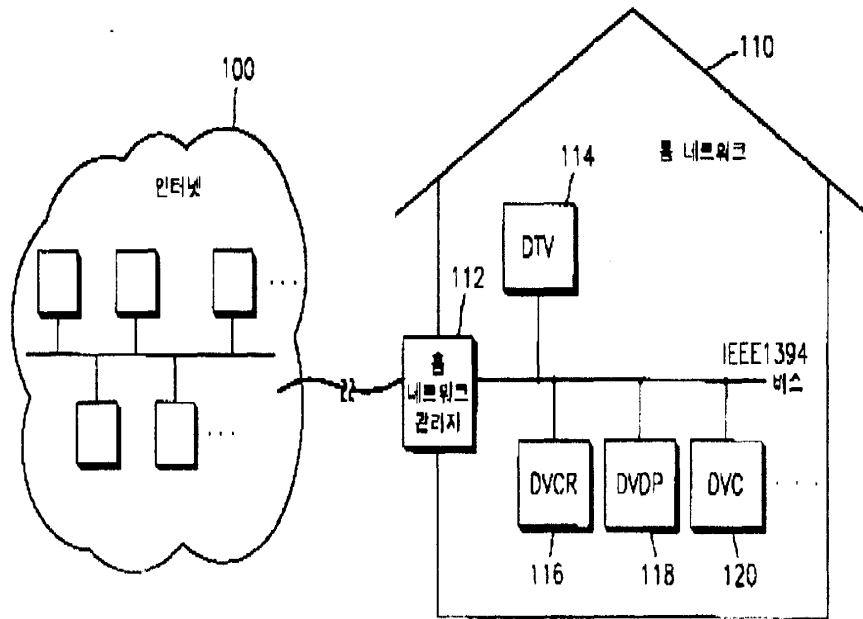 100
인터넷
...
...
110
홈 네트워크
114
DTV
112
홈
네트워크
관리자
IEEE1394
버스
DVCR
DVDP
DVC
...
116
118
120